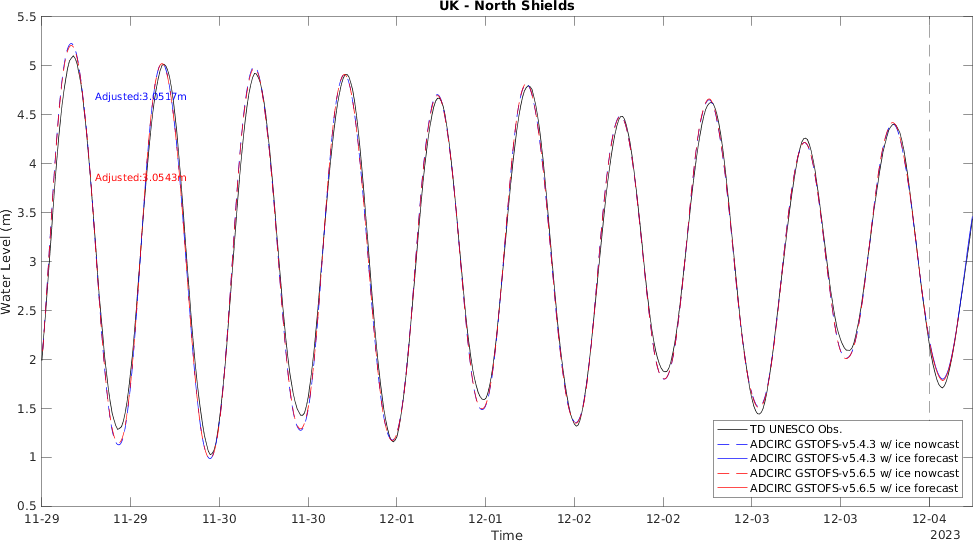 UK - North Shields
5.5
5
4.5
4
3.5
3
2.5
2
1.5
1
0.5
Water Level (m)
Adjusted:3.0517m
Adjusted:3.0543m
TD UNESCO Obs.
ADCIRC GSTOFS-v5.4.3 w/ ice nowcast
ADCIRC GSTOFS-v5.4.3 w/ ice forecast
ADCIRC GSTOFS-v5.6.5 w/ ice nowcast
ADCIRC GSTOFS-v5.6.5 w/ ice forecast
11-29 11-29 11-30 11-30 12-01 12-01 12-02 12-02 12-03 12-03 12-04
Time
2023